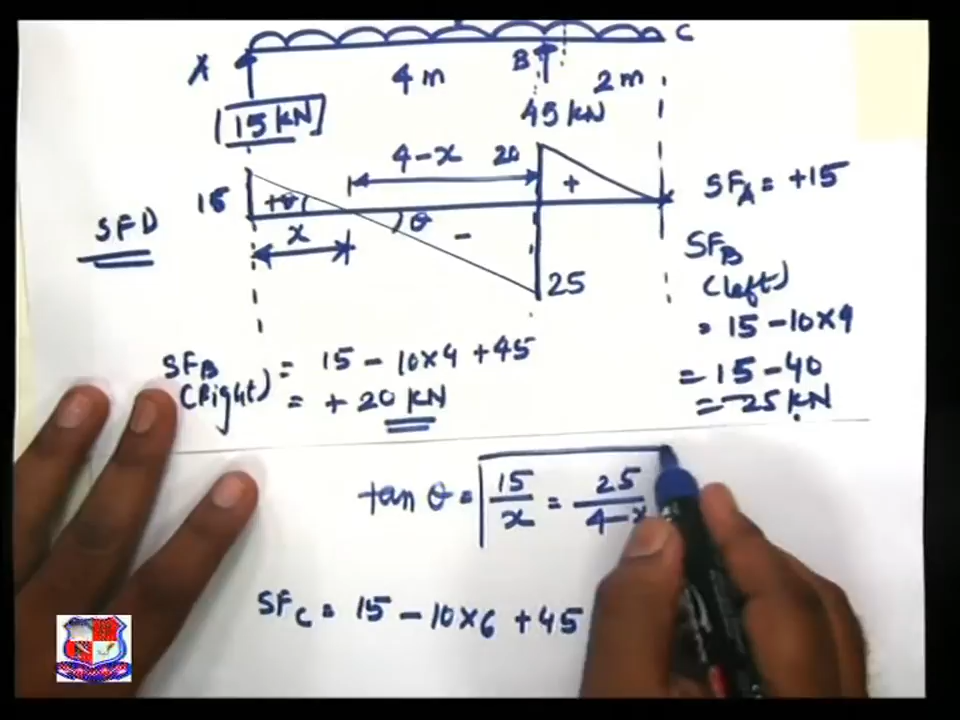 C
A
B
4 m
2 m
15 kN
45 kN
4-x 20
15 +θ θ + SF_A = +15
SFD
x
-
SF_B
(left)
25
= 15 - 10×4
SF_B = 15 - 10×4 + 45
(Right) = + 20 kN
= 15 - 40
= -25 kN
tan θ = 15/x = 25/4-x
SF_C = 15 - 10×6 + 45